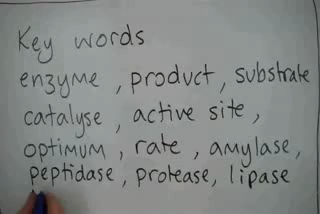 Key words
enzyme, product, substrate
catalyse, active site,
optimum, rate, amylase,
peptidase, protease, lipase